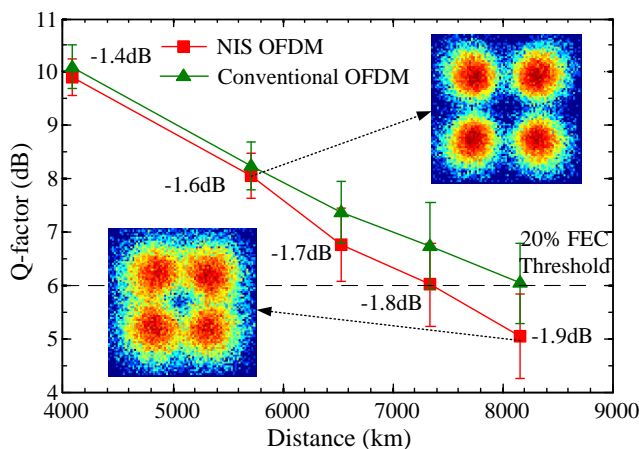 NIS OFDM
Conventional OFDM
-1.4dB
-1.6dB
-1.7dB
-1.8dB
-1.9dB
20% FEC
Threshold
Q-factor (dB)
11
10
9
8
7
6
5
4
4000 5000 6000 7000 8000 9000
Distance (km)